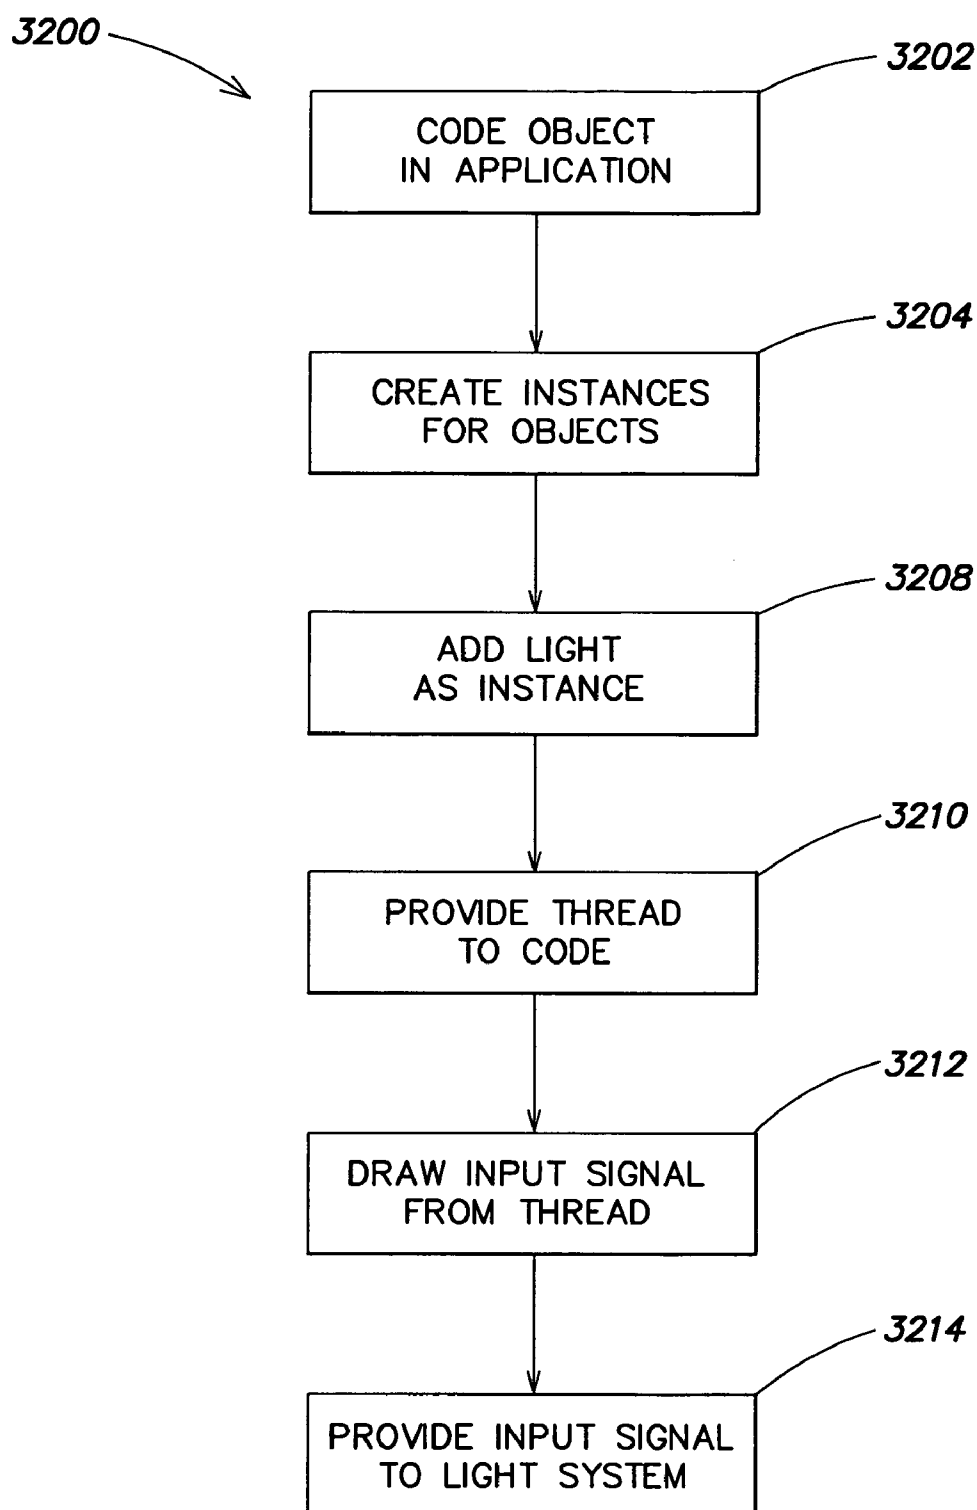 3200
3202
CODE OBJECT
IN APPLICATION
3204
CREATE INSTANCES
FOR OBJECTS
3208
ADD LIGHT
AS INSTANCE
3210
PROVIDE THREAD
TO CODE
3212
DRAW INPUT SIGNAL
FROM THREAD
3214
PROVIDE INPUT SIGNAL
TO LIGHT SYSTEM